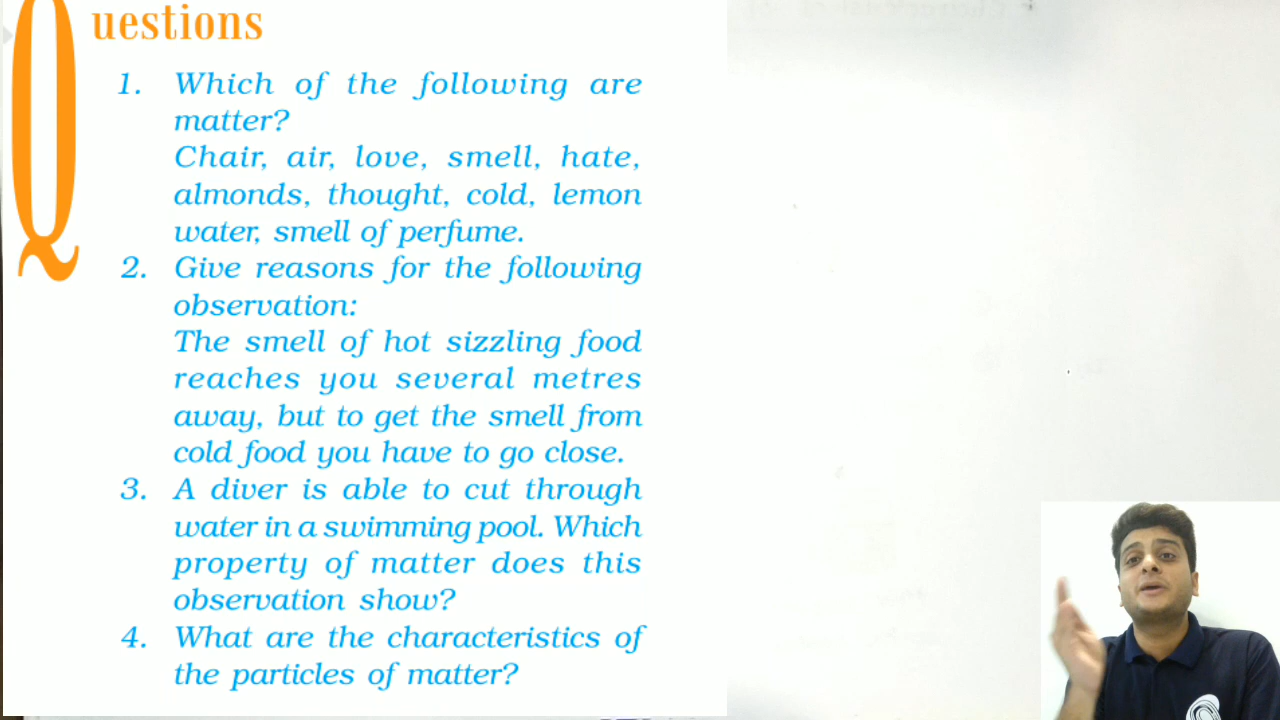 Questions
1. Which of the following are
matter?
Chair, air, love, smell, hate,
almonds, thought, cold, lemon
water, smell of perfume.
2. Give reasons for the following
observation:
The smell of hot sizzling food
reaches you several metres
away, but to get the smell from
cold food you have to go close.
3. A diver is able to cut through
water in a swimming pool. Which
property of matter does this
observation show?
4. What are the characteristics of
the particles of matter?